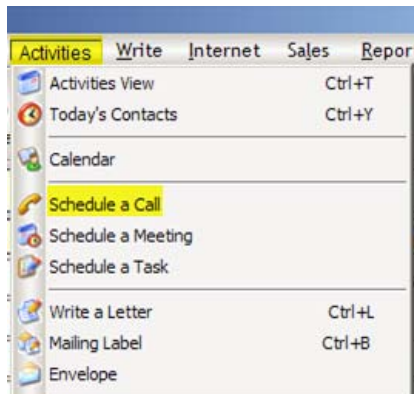 Activities Write Internet Sales Repor
Activities View Ctrl+T
Today's Contacts Ctrl+Y
Calendar
Schedule a Call
Schedule a Meeting
Schedule a Task
Write a Letter Ctrl+L
Mailing Label Ctrl+B
Envelope